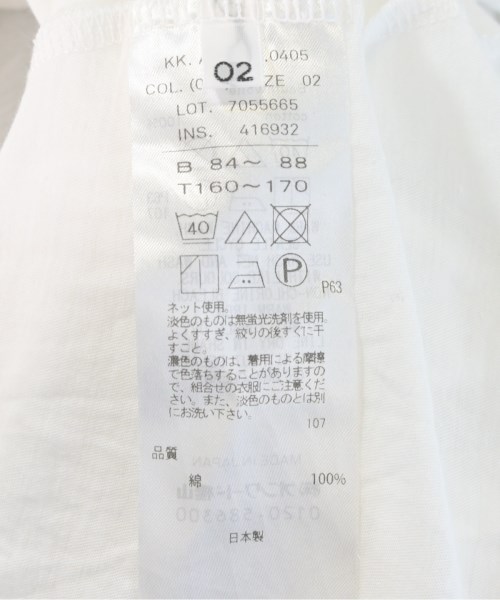 KK. .0405
02
COL. ZE 02
LOT. 7055665
INS. 416932
B 84～ 88
T160～170
40
P
P63
ネット使用。
淡色のものは無蛍光洗剤を使用。
よくすすぎ、絞りの後すぐに干
すこと。
濃色のものは、着用による摩擦
で色落ちすることがありますの
で、組合せの衣服にご注意くだ
さい。また、淡色のものとは別
にお洗い下さい。
107
品質
綿 100%
MADE IN JAPAN
0120-586300
日本製